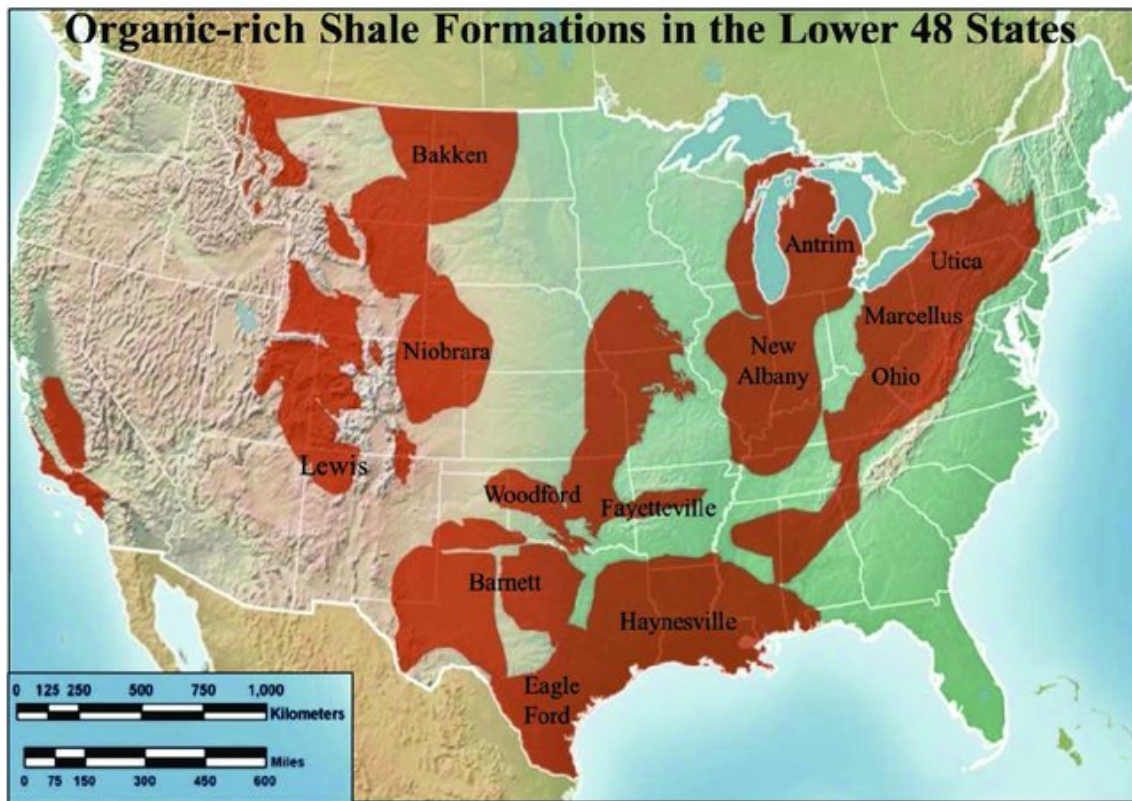 Organic-rich Shale Formations in the Lower 48 States
Bakken
Antrim
Utica
Marcellus
Niobrara
New
Albany
Ohio
Lewis
Woodford
Fayetteville
Barnett
Haynesville
Eagle
Ford
0 125 250 500 750 1,000
Kilometers
Miles
0 75 150 300 450 600